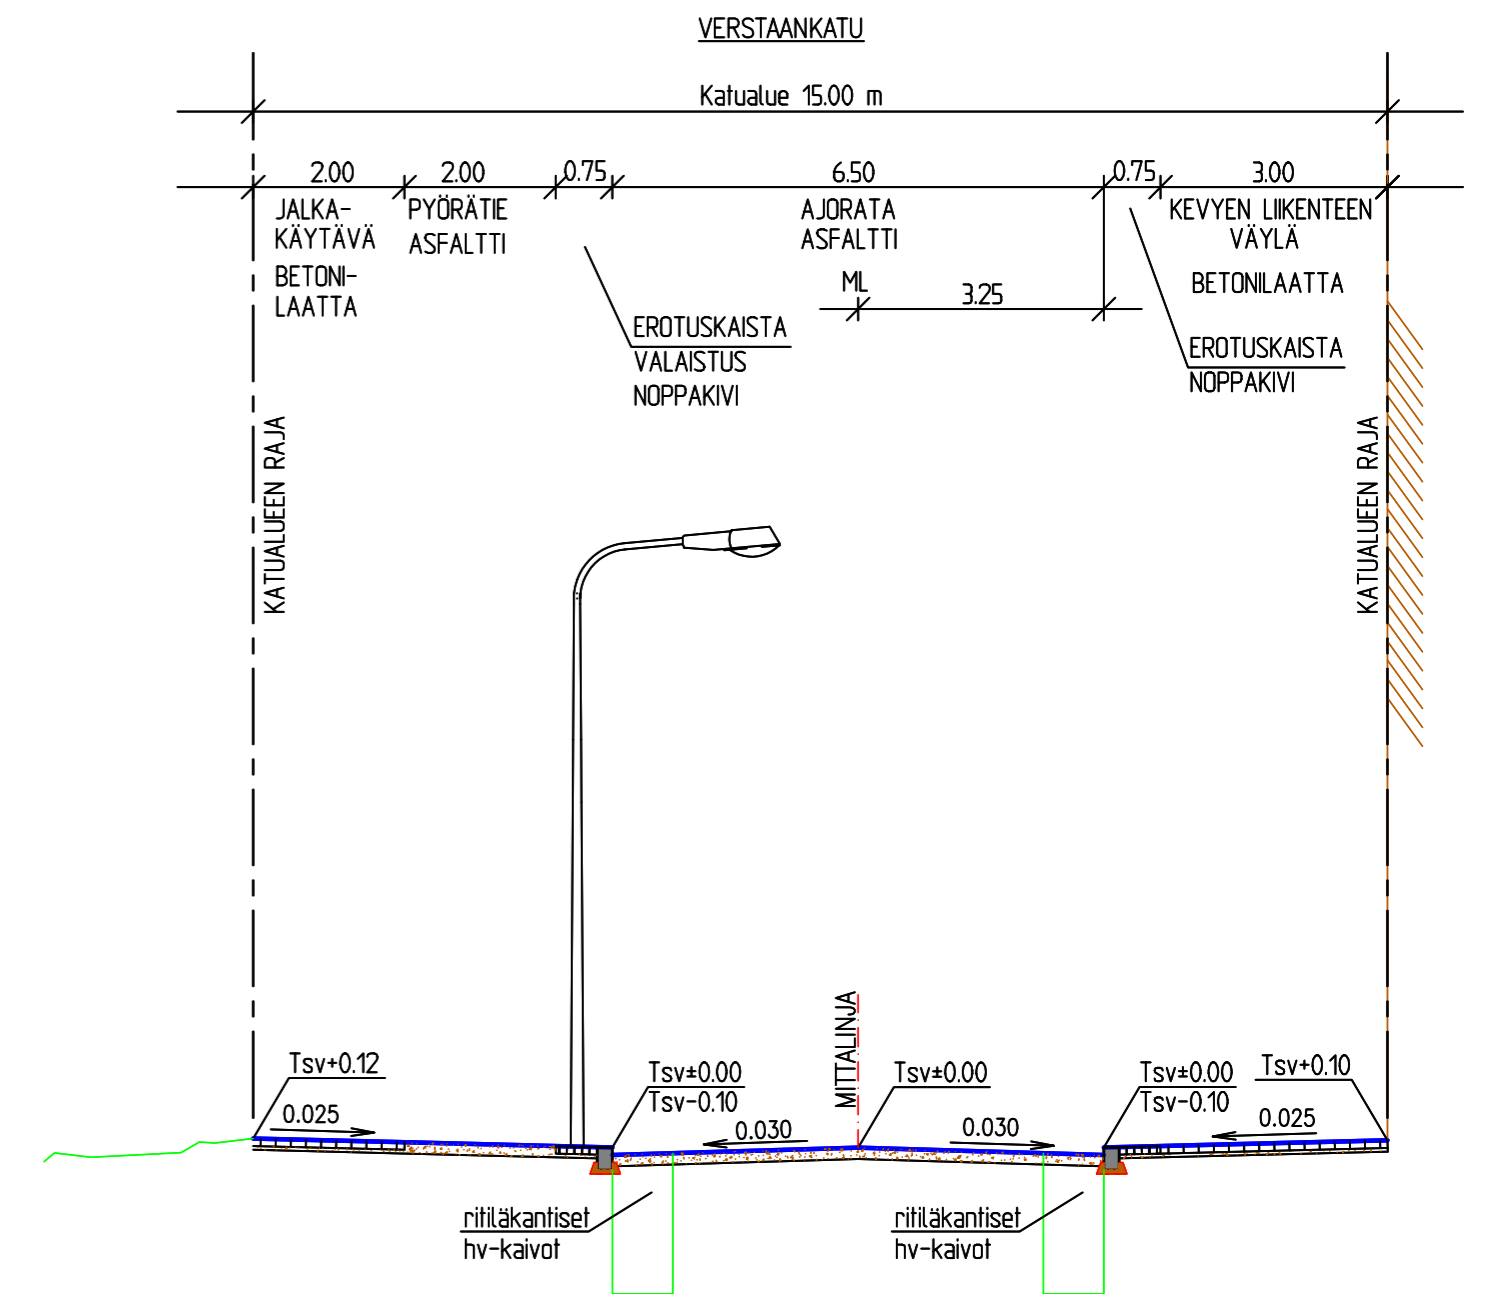 VERSTAANKATU
Katualue 15.00 m
2.00
2.00
0.75
6.50
0.75
3.00
JALKA-
KÄYTÄVÄ
BETONI-
LAATTA
PYÖRÄTIE
ASFALTTI
AJORATA
ASFALTTI
KEVYEN LIIKENTEEN
VÄYLÄ
BETONILAATTA
ML
3.25
EROTUSKAISTA
VALAISTUS
NOPPAKIVI
EROTUSKAISTA
NOPPAKIVI
KATUALUEEN RAJA
KATUALUEEN RAJA
MITTALINJA
Tsv+0.12
0.025
Tsv±0.00
Tsv-0.10
0.030
Tsv±0.00
0.030
Tsv±0.00
Tsv-0.10
Tsv+0.10
0.025
ritiläkantiset
hv-kaivot
ritiläkantiset
hv-kaivot